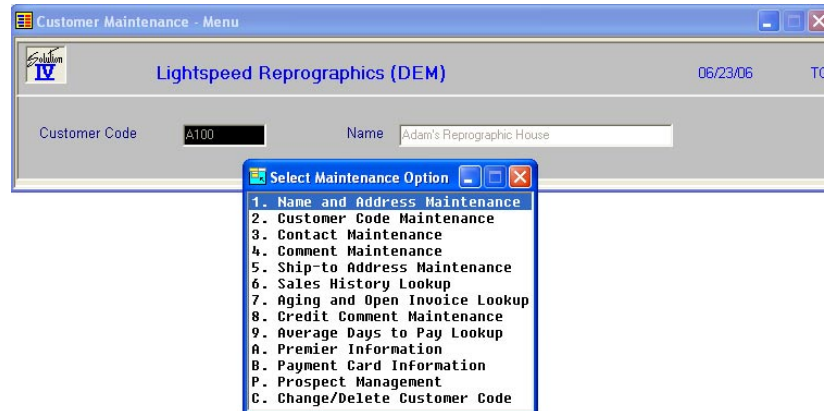 Customer Maintenance - Menu
Solution
IV
Lightspeed Reprographics (DEM)
06/23/06
TC
Customer Code
A100
Name
Adam's Reprographic House
Select Maintenance Option
1. Name and Address Maintenance
2. Customer Code Maintenance
3. Contact Maintenance
4. Comment Maintenance
5. Ship-to Address Maintenance
6. Sales History Lookup
7. Aging and Open Invoice Lookup
8. Credit Comment Maintenance
9. Average Days to Pay Lookup
A. Premier Information
B. Payment Card Information
P. Prospect Management
C. Change/Delete Customer Code